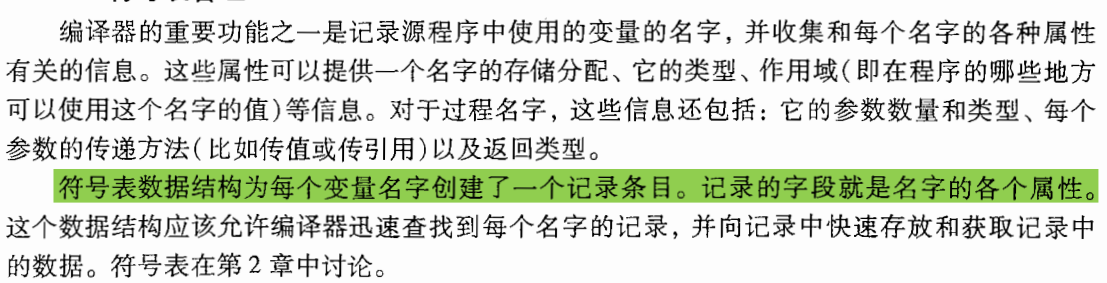 编译器的重要功能之一是记录源程序中使用的变量的名字，并收集和每个名字的各种属性
有关的信息。这些属性可以提供一个名字的存储分配、它的类型、作用域(即在程序的哪些地方
可以使用这个名字的值)等信息。对于过程名字，这些信息还包括：它的参数数量和类型、每个
参数的传递方法(比如传值或传引用)以及返回类型。
符号表数据结构为每个变量名字创建了一个记录条目。记录的字段就是名字的各个属性。
这个数据结构应该允许编译器迅速查找到每个名字的记录，并向记录中快速存放和获取记录中
的数据。符号表在第2章中讨论。